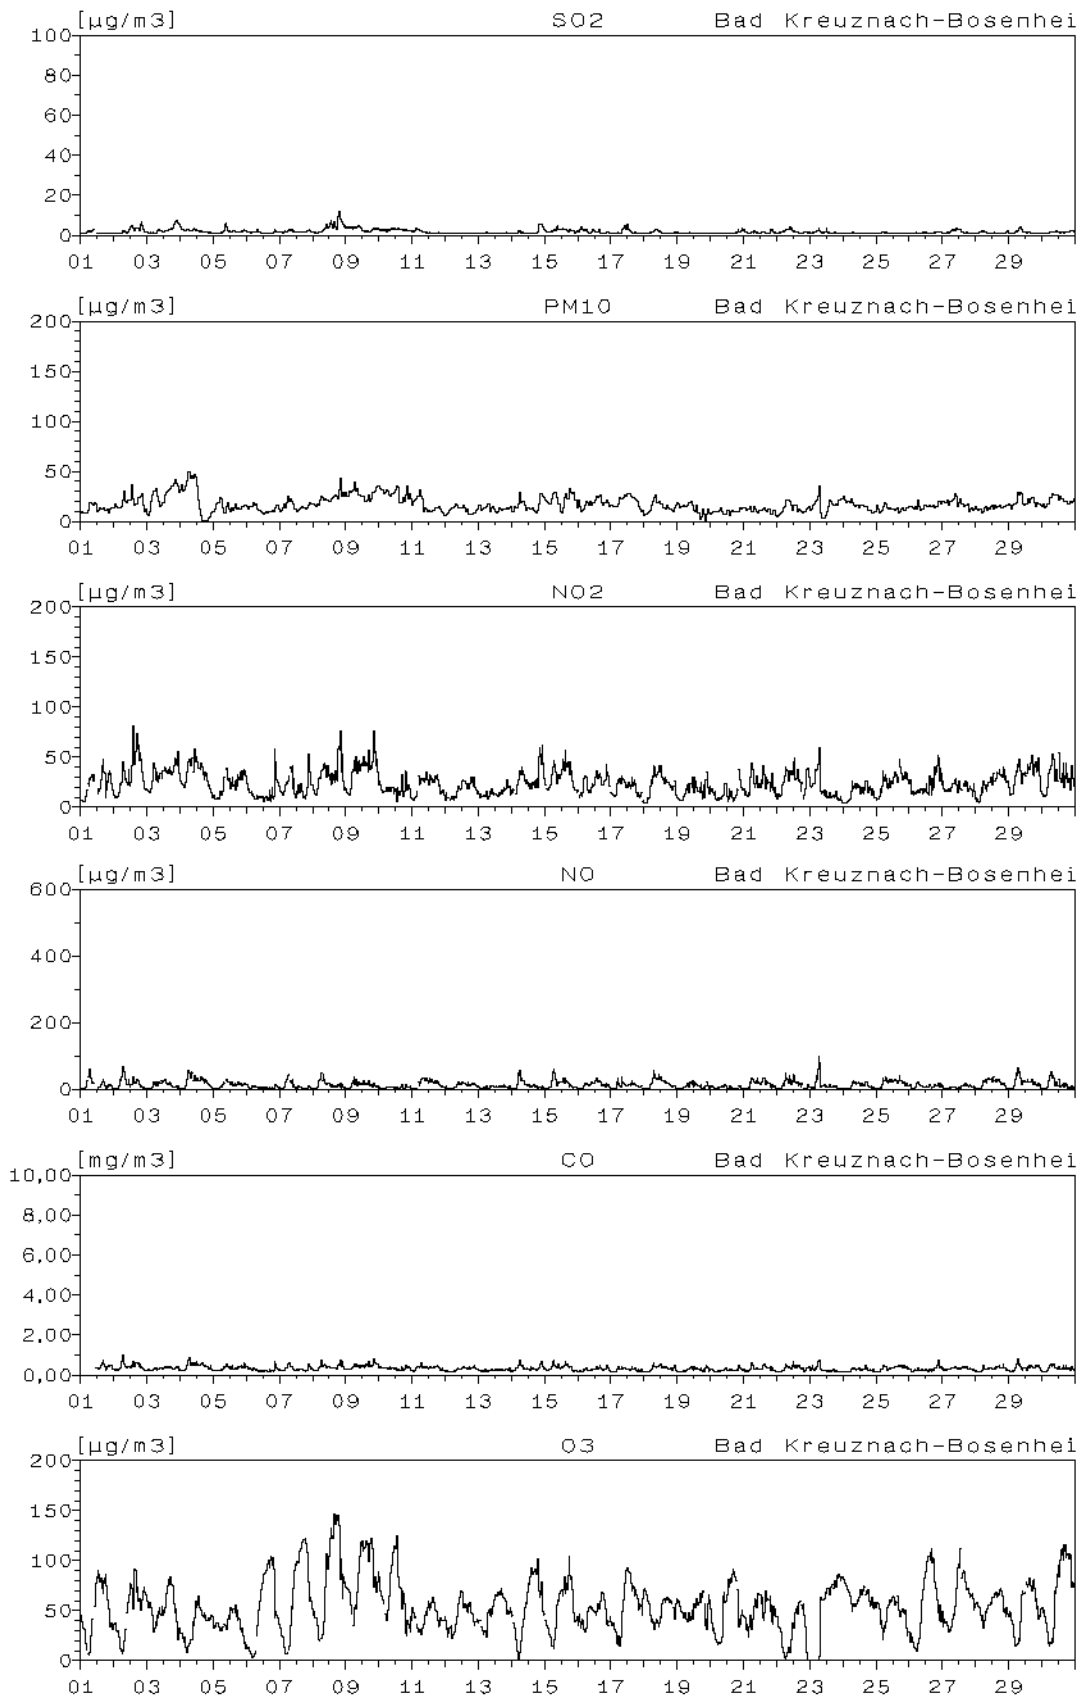 [µg/m3] SO2 Bad Kreuznach-Bosenhei
100
80
60
40
20
0
01 03 05 07 09 11 13 15 17 19 21 23 25 27 29
[µg/m3] PM10 Bad Kreuznach-Bosenhei
200
150
100
50
0
01 03 05 07 09 11 13 15 17 19 21 23 25 27 29
[µg/m3] NO2 Bad Kreuznach-Bosenhei
200
150
100
50
0
01 03 05 07 09 11 13 15 17 19 21 23 25 27 29
[µg/m3] NO Bad Kreuznach-Bosenhei
600
400
200
0
01 03 05 07 09 11 13 15 17 19 21 23 25 27 29
[mg/m3] CO Bad Kreuznach-Bosenhei
10,00
8,00
6,00
4,00
2,00
0,00
01 03 05 07 09 11 13 15 17 19 21 23 25 27 29
[µg/m3] O3 Bad Kreuznach-Bosenhei
200
150
100
50
0
01 03 05 07 09 11 13 15 17 19 21 23 25 27 29